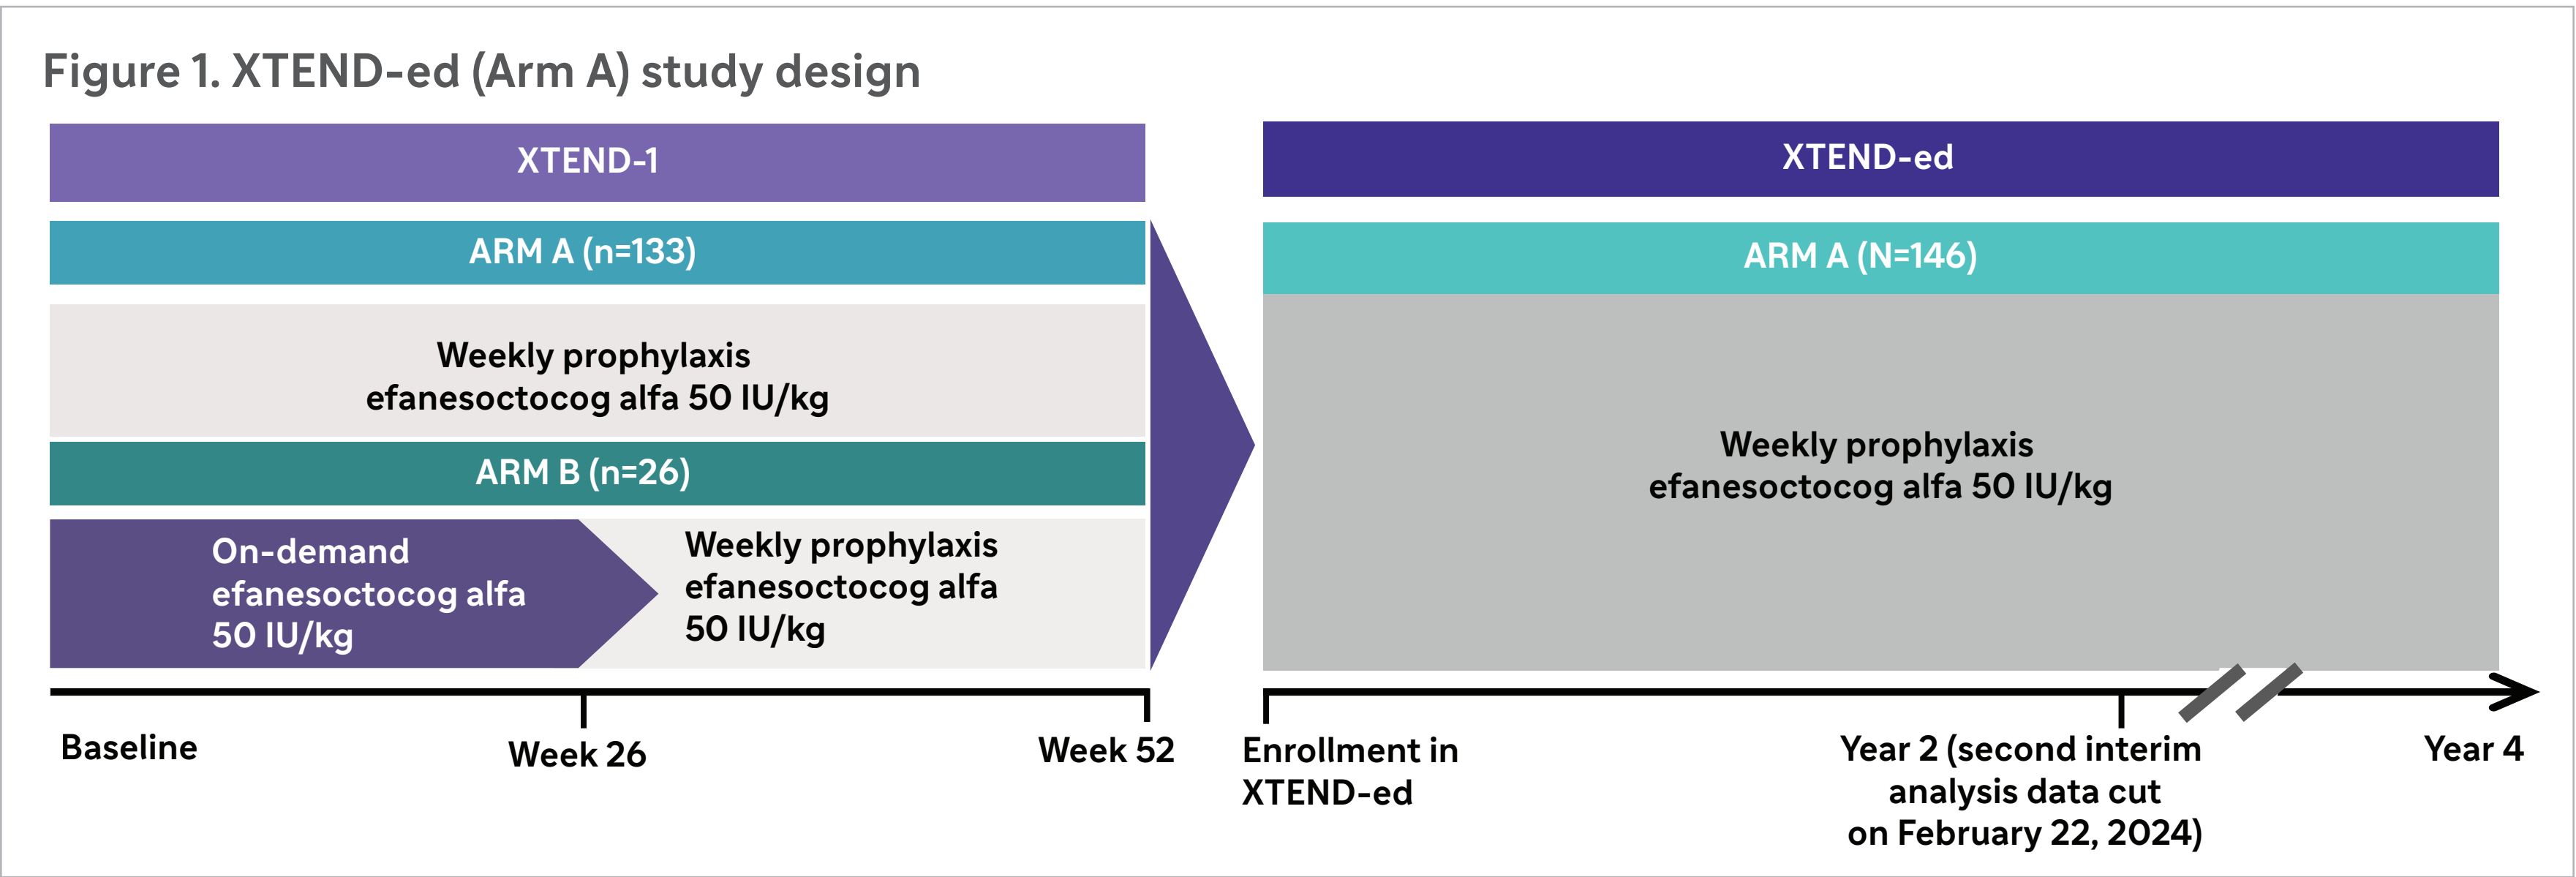 Figure 1. XTEND-ed (Arm A) study design
XTEND-1
ARM A (n=133)
Weekly prophylaxis
efanesoctocog alfa 50 IU/kg
ARM B (n=26)
On-demand
efanesoctocog alfa
50 IU/kg
Weekly prophylaxis
efanesoctocog alfa
50 IU/kg
XTEND-ed
ARM A (N=146)
Weekly prophylaxis
efanesoctocog alfa 50 IU/kg
Baseline
Week 26
Week 52
Enrollment in
XTEND-ed
Year 2 (second interim
analysis data cut
on February 22, 2024)
Year 4